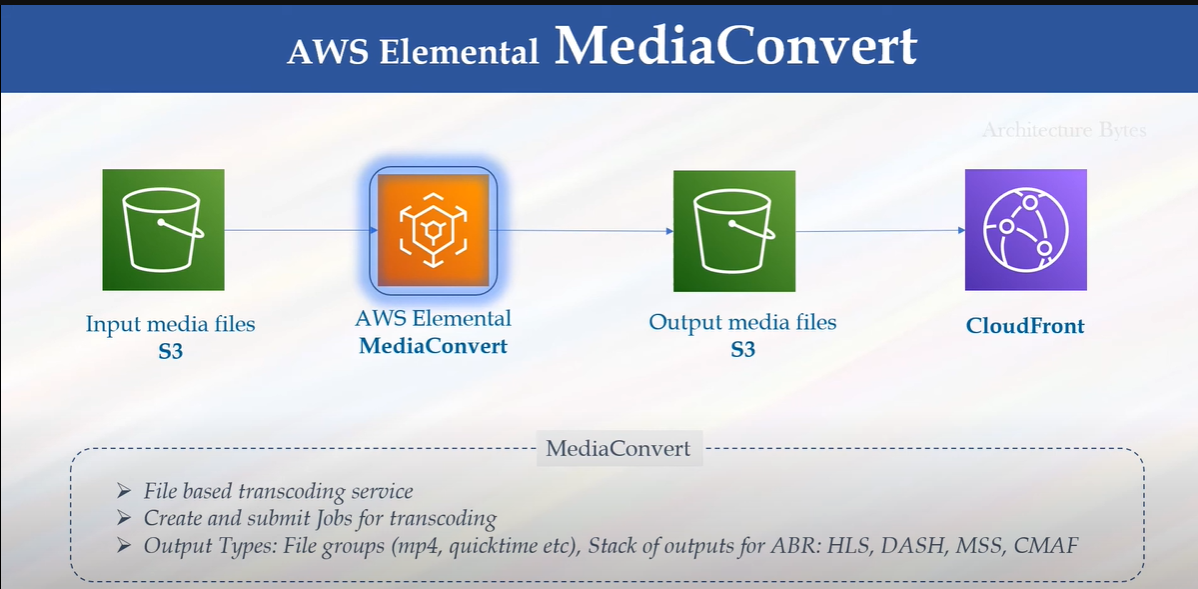 AWS Elemental MediaConvert
Architecture Bytes
Input media files
S3
AWS Elemental
MediaConvert
Output media files
S3
CloudFront
MediaConvert
➢ File based transcoding service
➢ Create and submit Jobs for transcoding
➢ Output Types: File groups (mp4, quicktime etc), Stack of outputs for ABR: HLS, DASH, MSS, CMAF